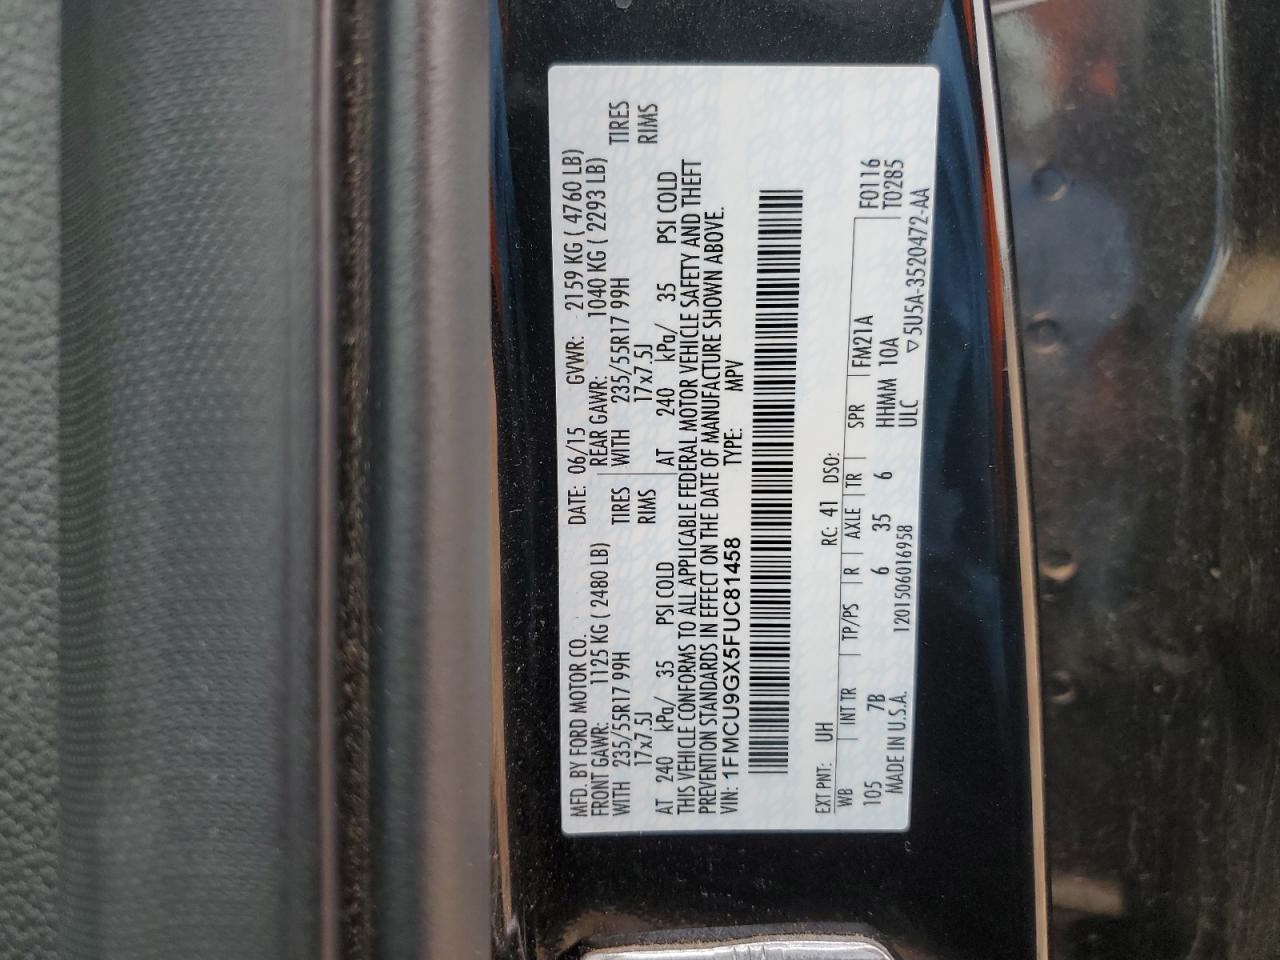 MFD. BY FORD MOTOR CO. DATE: 06/15 GVWR: 2159 KG ( 4760 LB)
FRONT GAWR: 1125 KG ( 2480 LB) REAR GAWR: 1040 KG ( 2293 LB)
WITH 235/55R17 99H TIRES WITH 235/55R17 99H TIRES
17x7.5J RIMS 17x7.5J RIMS
AT 240 kPa/ 35 PSI COLD AT 240 kPa/ 35 PSI COLD
THIS VEHICLE CONFORMS TO ALL APPLICABLE FEDERAL MOTOR VEHICLE SAFETY AND THEFT
PREVENTION STANDARDS IN EFFECT ON THE DATE OF MANUFACTURE SHOWN ABOVE.
VIN: 1FMCU9GX5FUC81458 TYPE: MPV
EXT PNT: UH RC: 41 DSO:
WB INT TR TP/PS R AXLE TR SPR FM21A F0116
105 7B 6 35 6 HHMM 10A T0285
MADE IN U.S.A. 1201506016958 ULC ▽5U5A-3520472-AA